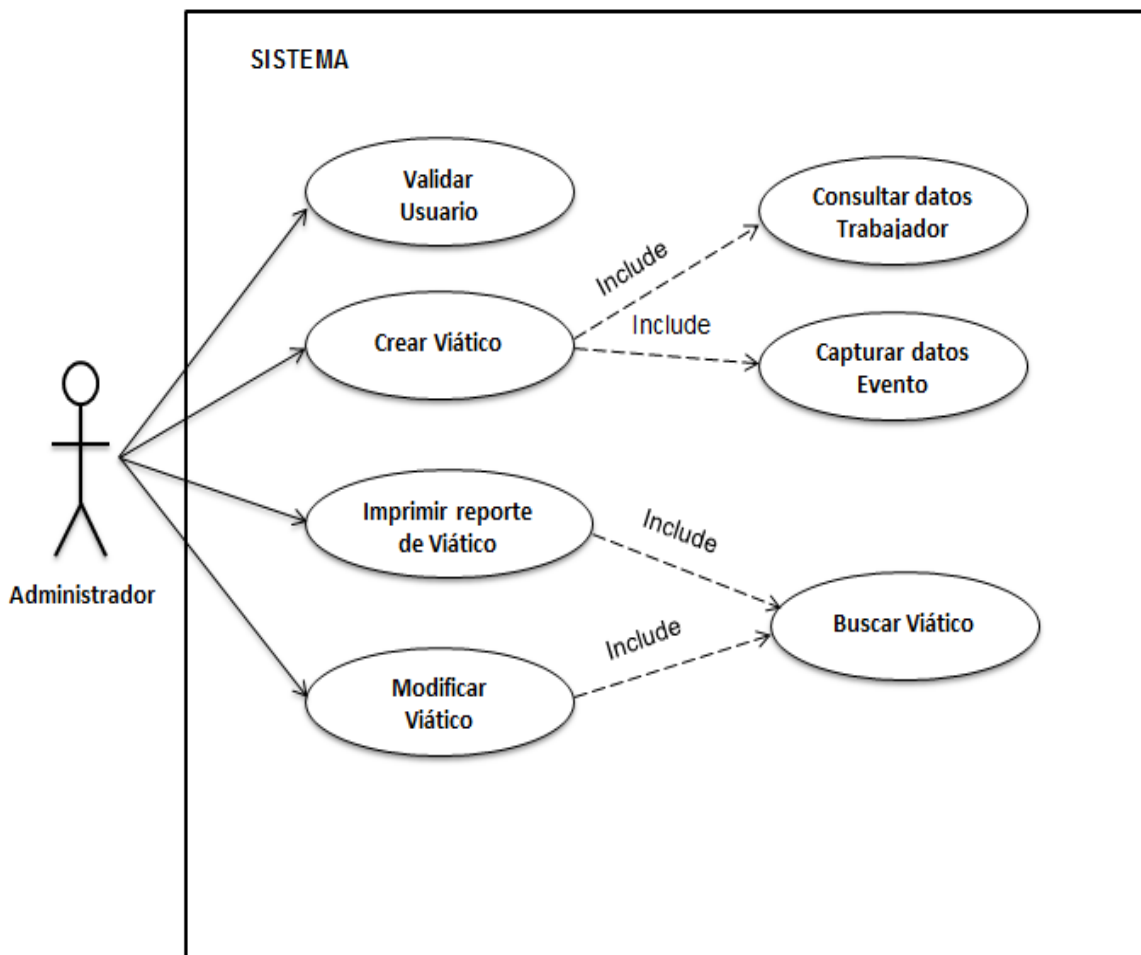 SISTEMA
Validar
Usuario
Consultar datos
Trabajador
Include
Crear Viático
Include
Capturar datos
Evento
Administrador
Imprimir reporte
de Viático
Include
Include
Buscar Viático
Modificar
Viático